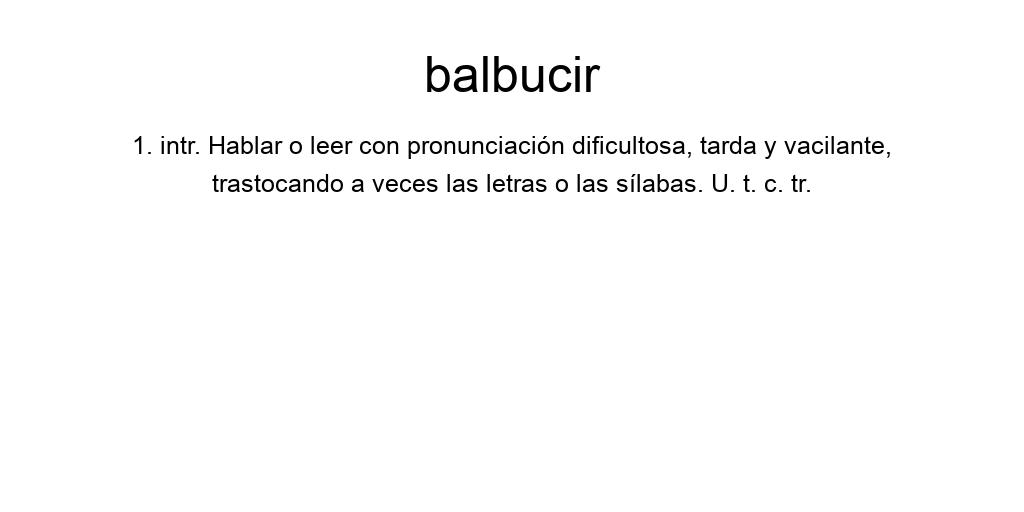 balbucir
1. intr. Hablar o leer con pronunciación dificultosa, tarda y vacilante,
trastocando a veces las letras o las sílabas. U. t. c. tr.